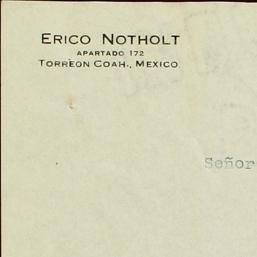 ERICO NOTHOLT
APARTADO 172
TORREON COAH., MEXICO.
Señor